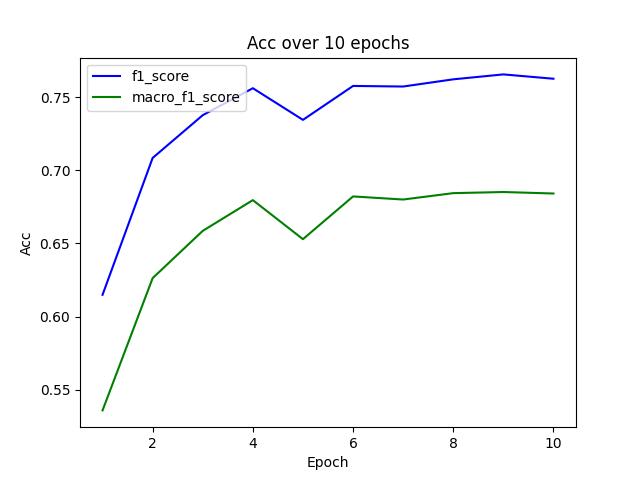 Acc over 10 epochs
f1_score
macro_f1_score
0.75
0.70
0.65
0.60
0.55
Acc
2 4 6 8 10
Epoch